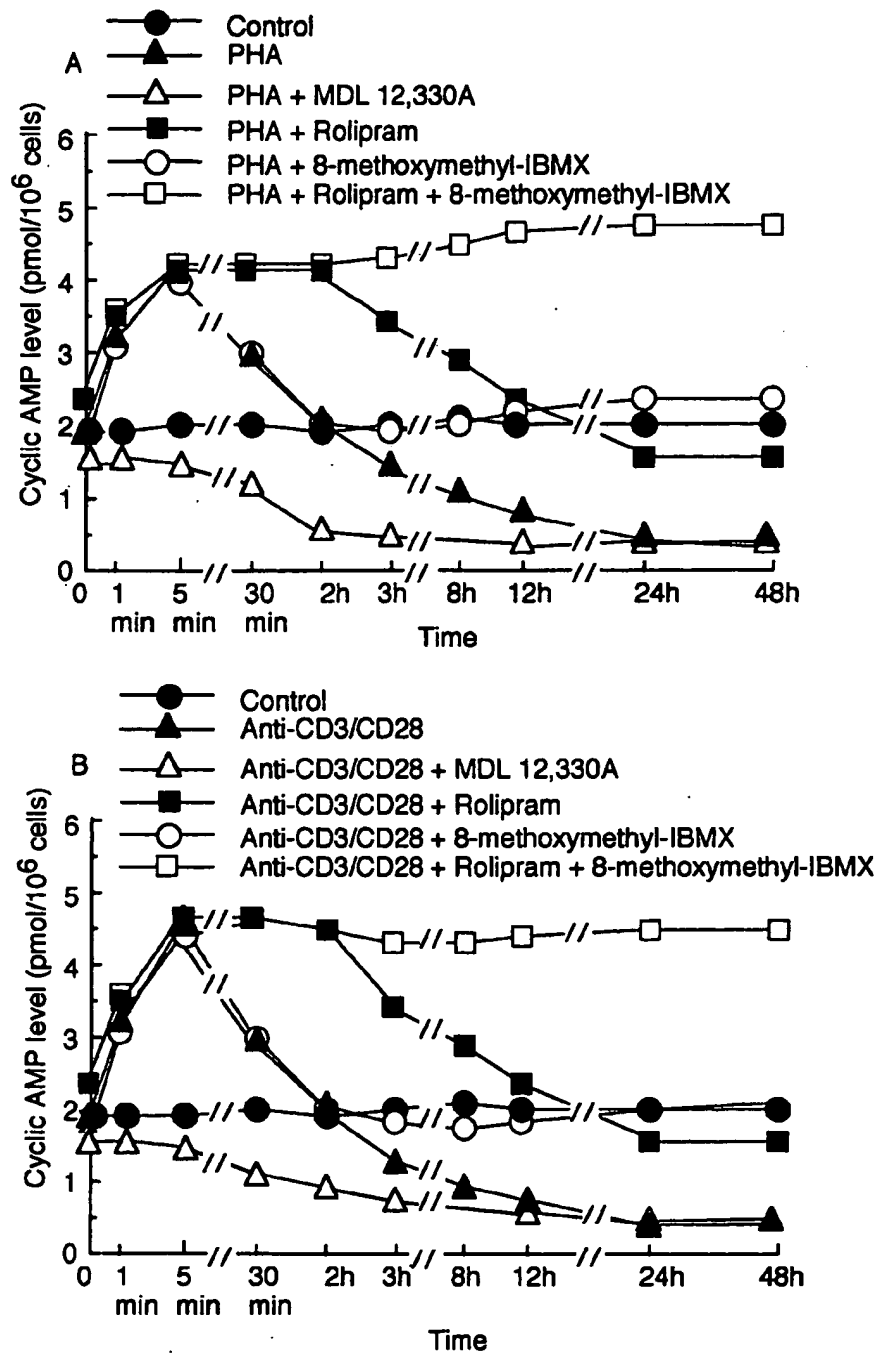 A
Control
PHA
PHA + MDL 12,330A
PHA + Rolipram
PHA + 8-methoxymethyl-IBMX
PHA + Rolipram + 8-methoxymethyl-IBMX
Cyclic AMP level (pmol/10⁶ cells)
6
5
4
3
2
1
0
0 1 min 5 min 30 min 2h 3h 8h 12h 24h 48h
Time
B
Control
Anti-CD3/CD28
Anti-CD3/CD28 + MDL 12,330A
Anti-CD3/CD28 + Rolipram
Anti-CD3/CD28 + 8-methoxymethyl-IBMX
Anti-CD3/CD28 + Rolipram + 8-methoxymethyl-IBMX
Cyclic AMP level (pmol/10⁶ cells)
6
5
4
3
2
1
0
0 1 min 5 min 30 min 2h 3h 8h 12h 24h 48h
Time